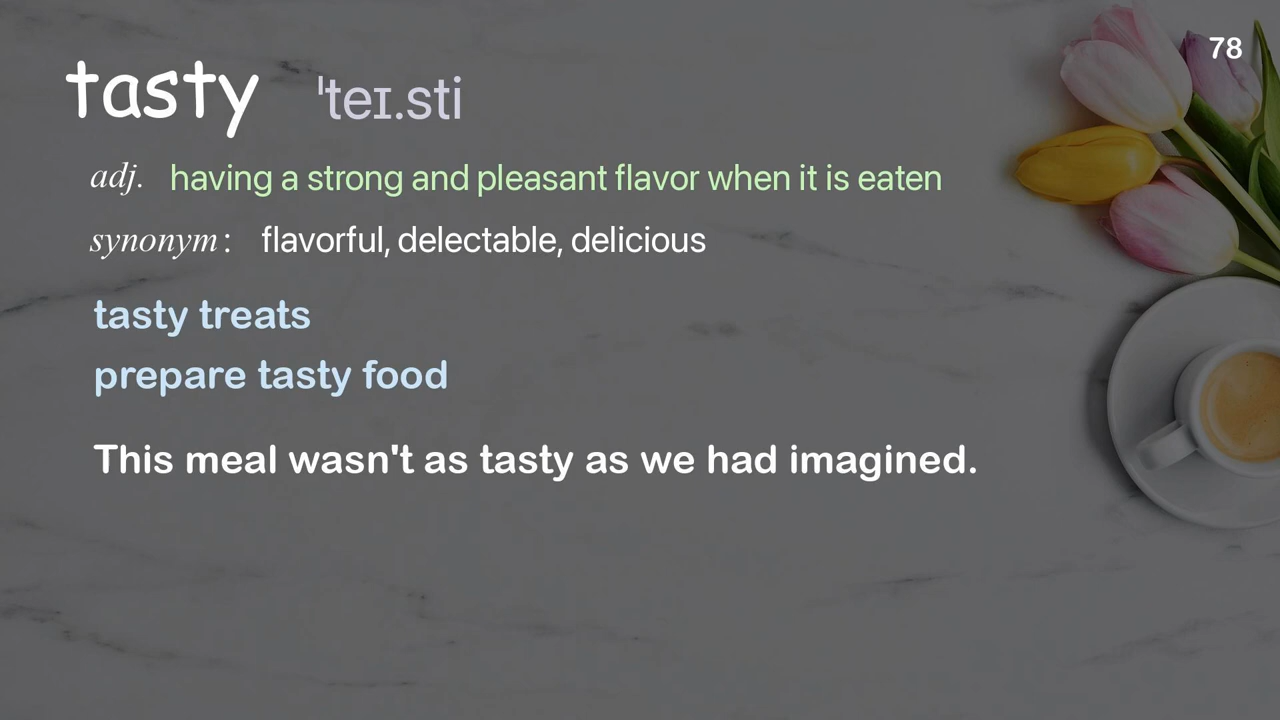 78
tasty ˈteɪ.sti
adj. having a strong and pleasant flavor when it is eaten
synonym: flavorful, delectable, delicious
tasty treats
prepare tasty food
This meal wasn't as tasty as we had imagined.